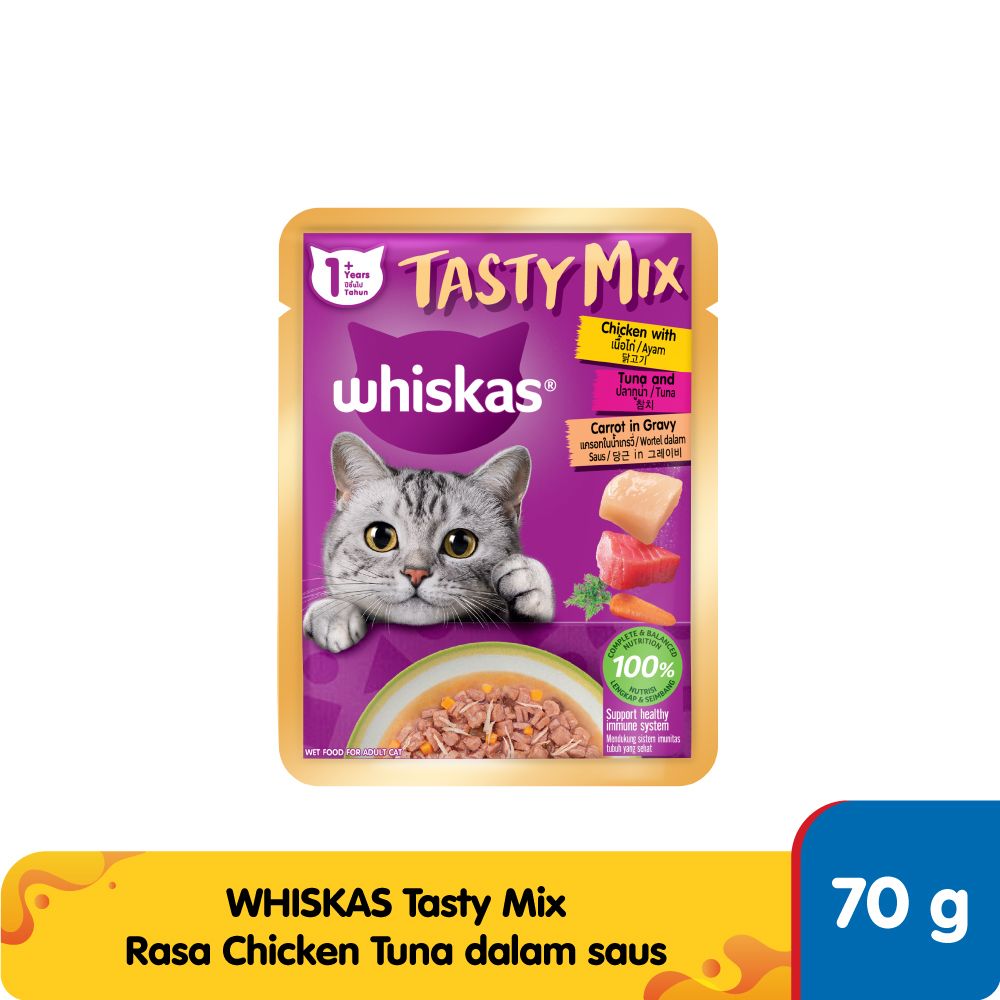 1+
Years
ปีขึ้นไป
Tahun
TASTY MIX
whiskas®
Chicken with
เนื้อไก่ / Ayam
닭고기
Tuna and
ปลาทูน่า / Tuna
참치
Carrot in Gravy
แครอทในน้ำเกรวี่ / Wortel dalam
Saus / 당근 in 그레이비
COMPLETE & BALANCED
NUTRITION
100%
NUTRISI
LENGKAP & SEIMBANG
Support healthy
immune system
Mendukung sistem imunitas
tubuh yang sehat
WET FOOD FOR ADULT CAT
WHISKAS Tasty Mix
Rasa Chicken Tuna dalam saus
70 g